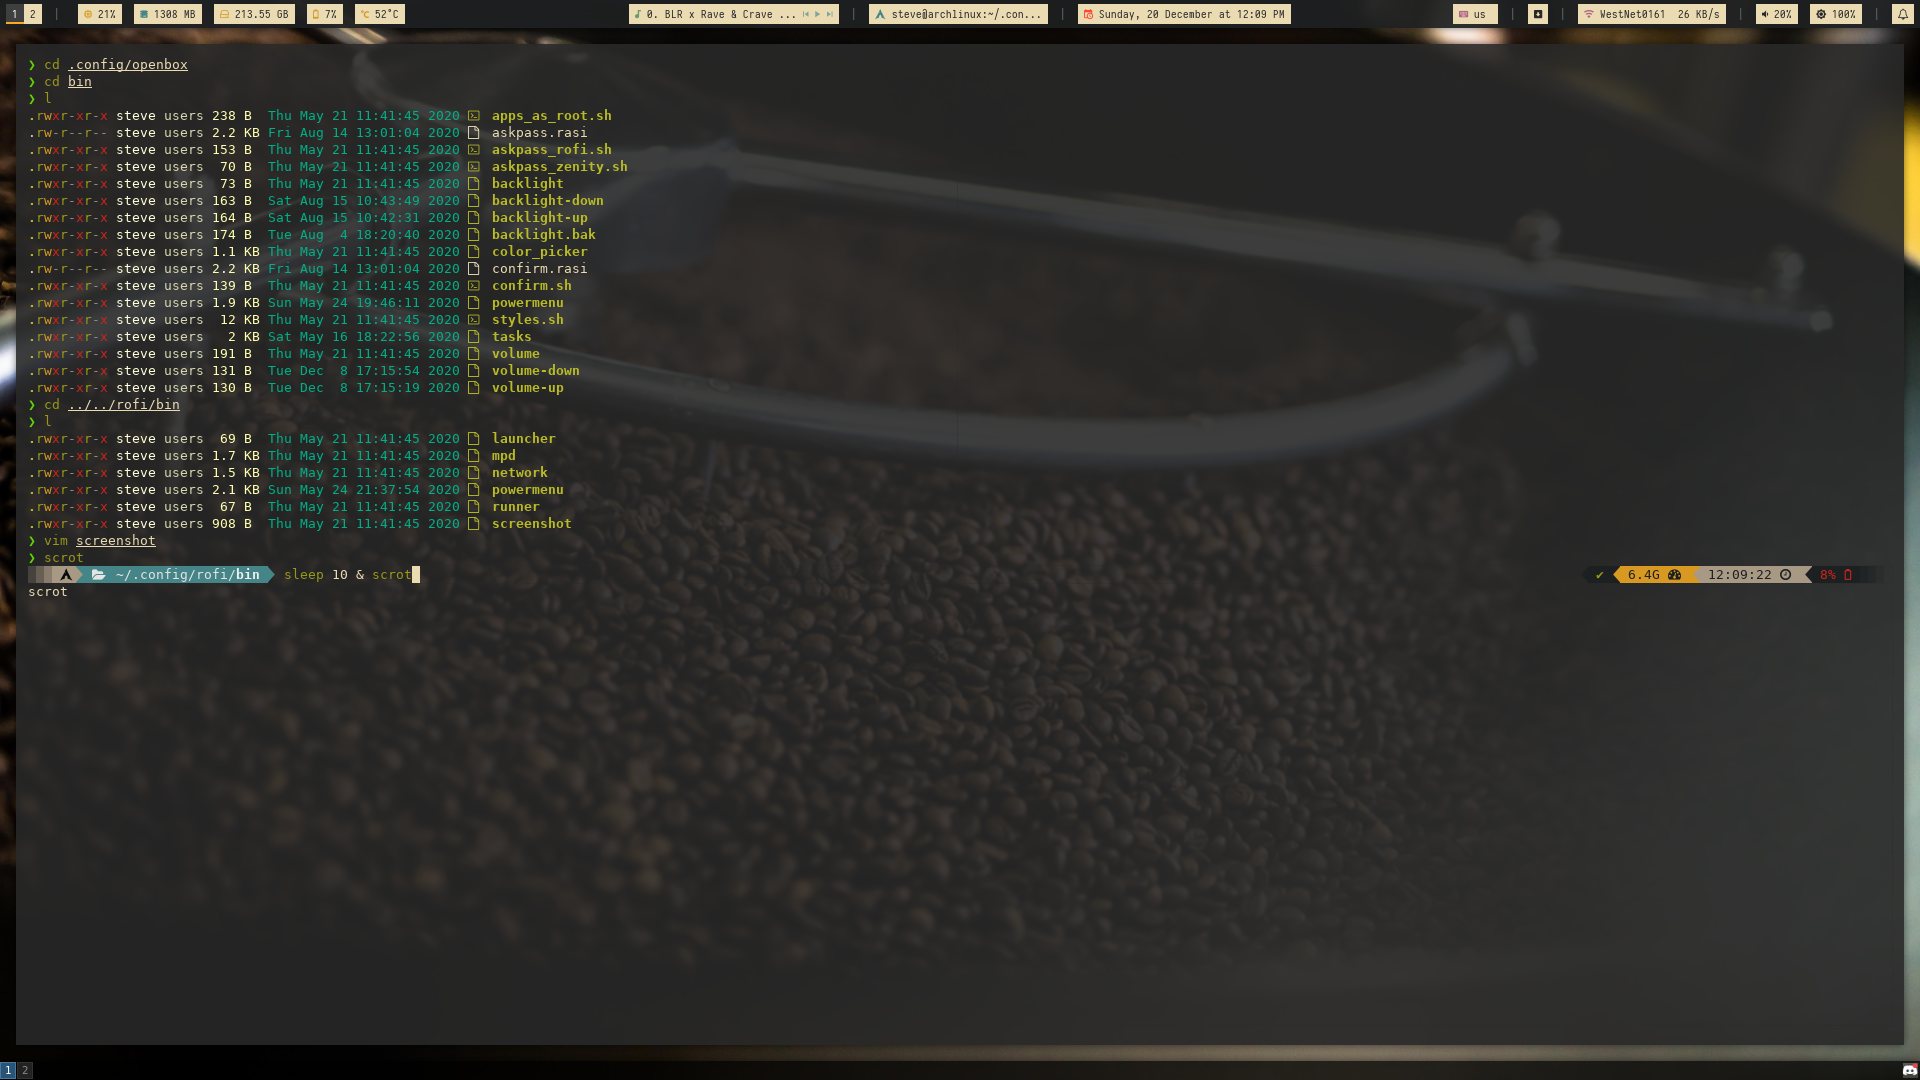 1 2 | 21% 1308 MB 213.55 GB 7% °C 52°C 0. BLR x Rave & Crave ... | steve@archlinux:~/.con... | Sunday, 20 December at 12:09 PM us | | WestNet0161 26 KB/s | 20% 100% |
❯ cd .config/openbox
❯ cd bin
❯ l
.rwxr-xr-x steve users 238 B Thu May 21 11:41:45 2020 apps_as_root.sh
.rw-r--r-- steve users 2.2 KB Fri Aug 14 13:01:04 2020 askpass.rasi
.rwxr-xr-x steve users 153 B Thu May 21 11:41:45 2020 askpass_rofi.sh
.rwxr-xr-x steve users 70 B Thu May 21 11:41:45 2020 askpass_zenity.sh
.rwxr-xr-x steve users 73 B Thu May 21 11:41:45 2020 backlight
.rwxr-xr-x steve users 163 B Sat Aug 15 10:43:49 2020 backlight-down
.rwxr-xr-x steve users 164 B Sat Aug 15 10:42:31 2020 backlight-up
.rwxr-xr-x steve users 174 B Tue Aug 4 18:20:40 2020 backlight.bak
.rwxr-xr-x steve users 1.1 KB Thu May 21 11:41:45 2020 color_picker
.rw-r--r-- steve users 2.2 KB Fri Aug 14 13:01:04 2020 confirm.rasi
.rwxr-xr-x steve users 139 B Thu May 21 11:41:45 2020 confirm.sh
.rwxr-xr-x steve users 1.9 KB Sun May 24 19:46:11 2020 powermenu
.rwxr-xr-x steve users 12 KB Thu May 21 11:41:45 2020 styles.sh
.rwxr-xr-x steve users 2 KB Sat May 16 18:22:56 2020 tasks
.rwxr-xr-x steve users 191 B Thu May 21 11:41:45 2020 volume
.rwxr-xr-x steve users 131 B Tue Dec 8 17:15:54 2020 volume-down
.rwxr-xr-x steve users 130 B Tue Dec 8 17:15:19 2020 volume-up
❯ cd ../../rofi/bin
❯ l
.rwxr-xr-x steve users 69 B Thu May 21 11:41:45 2020 launcher
.rwxr-xr-x steve users 1.7 KB Thu May 21 11:41:45 2020 mpd
.rwxr-xr-x steve users 1.5 KB Thu May 21 11:41:45 2020 network
.rwxr-xr-x steve users 2.1 KB Sun May 24 21:37:54 2020 powermenu
.rwxr-xr-x steve users 67 B Thu May 21 11:41:45 2020 runner
.rwxr-xr-x steve users 908 B Thu May 21 11:41:45 2020 screenshot
❯ vim screenshot
❯ scrot
~/.config/rofi/bin sleep 10 & scrot ✔ 6.4G 12:09:22 8%
scrot
1 2